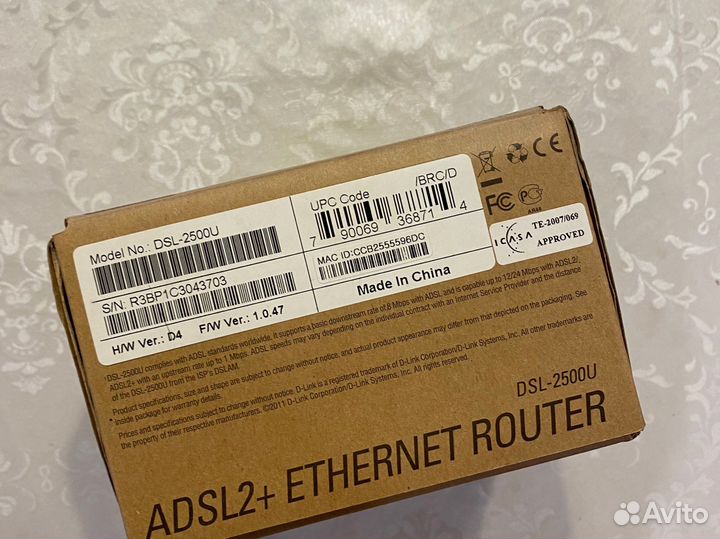 Model No.: DSL-2500U
S/N: R3BP1C3043703
H/W Ver.: D4 F/W Ver.: 1.0.47
UPC Code /BRC/D
7 90069 36871 4
MAC ID:CCB2555596DC
Made In China
CE
FC
ICASA
TE-2007/069
APPROVED
DSL-2500U complies with ADSL standards worldwide. It supports a basic downstream rate of 8 Mbps with ADSL and is capable up to 12/24 Mbps with ADSL2/
ADSL2+ with an upstream rate up to 1 Mbps. ADSL speeds may vary depending on the individual contract with an Internet Service Provider and the distance
of the DSL-2500U from the ISP's DSLAM.
Product specifications, size and shape are subject to change without notice, and actual product appearance may differ from that depicted on the packaging. See
inside package for warranty details.
Prices and specifications subject to change without notice. D-Link is a registered trademark of D-Link Corporation/D-Link Systems, Inc. All other trademarks are
the property of their respective owners. ©2011 D-Link Corporation/D-Link Systems, Inc.
DSL-2500U
ADSL2+ ETHERNET ROUTER
Avito